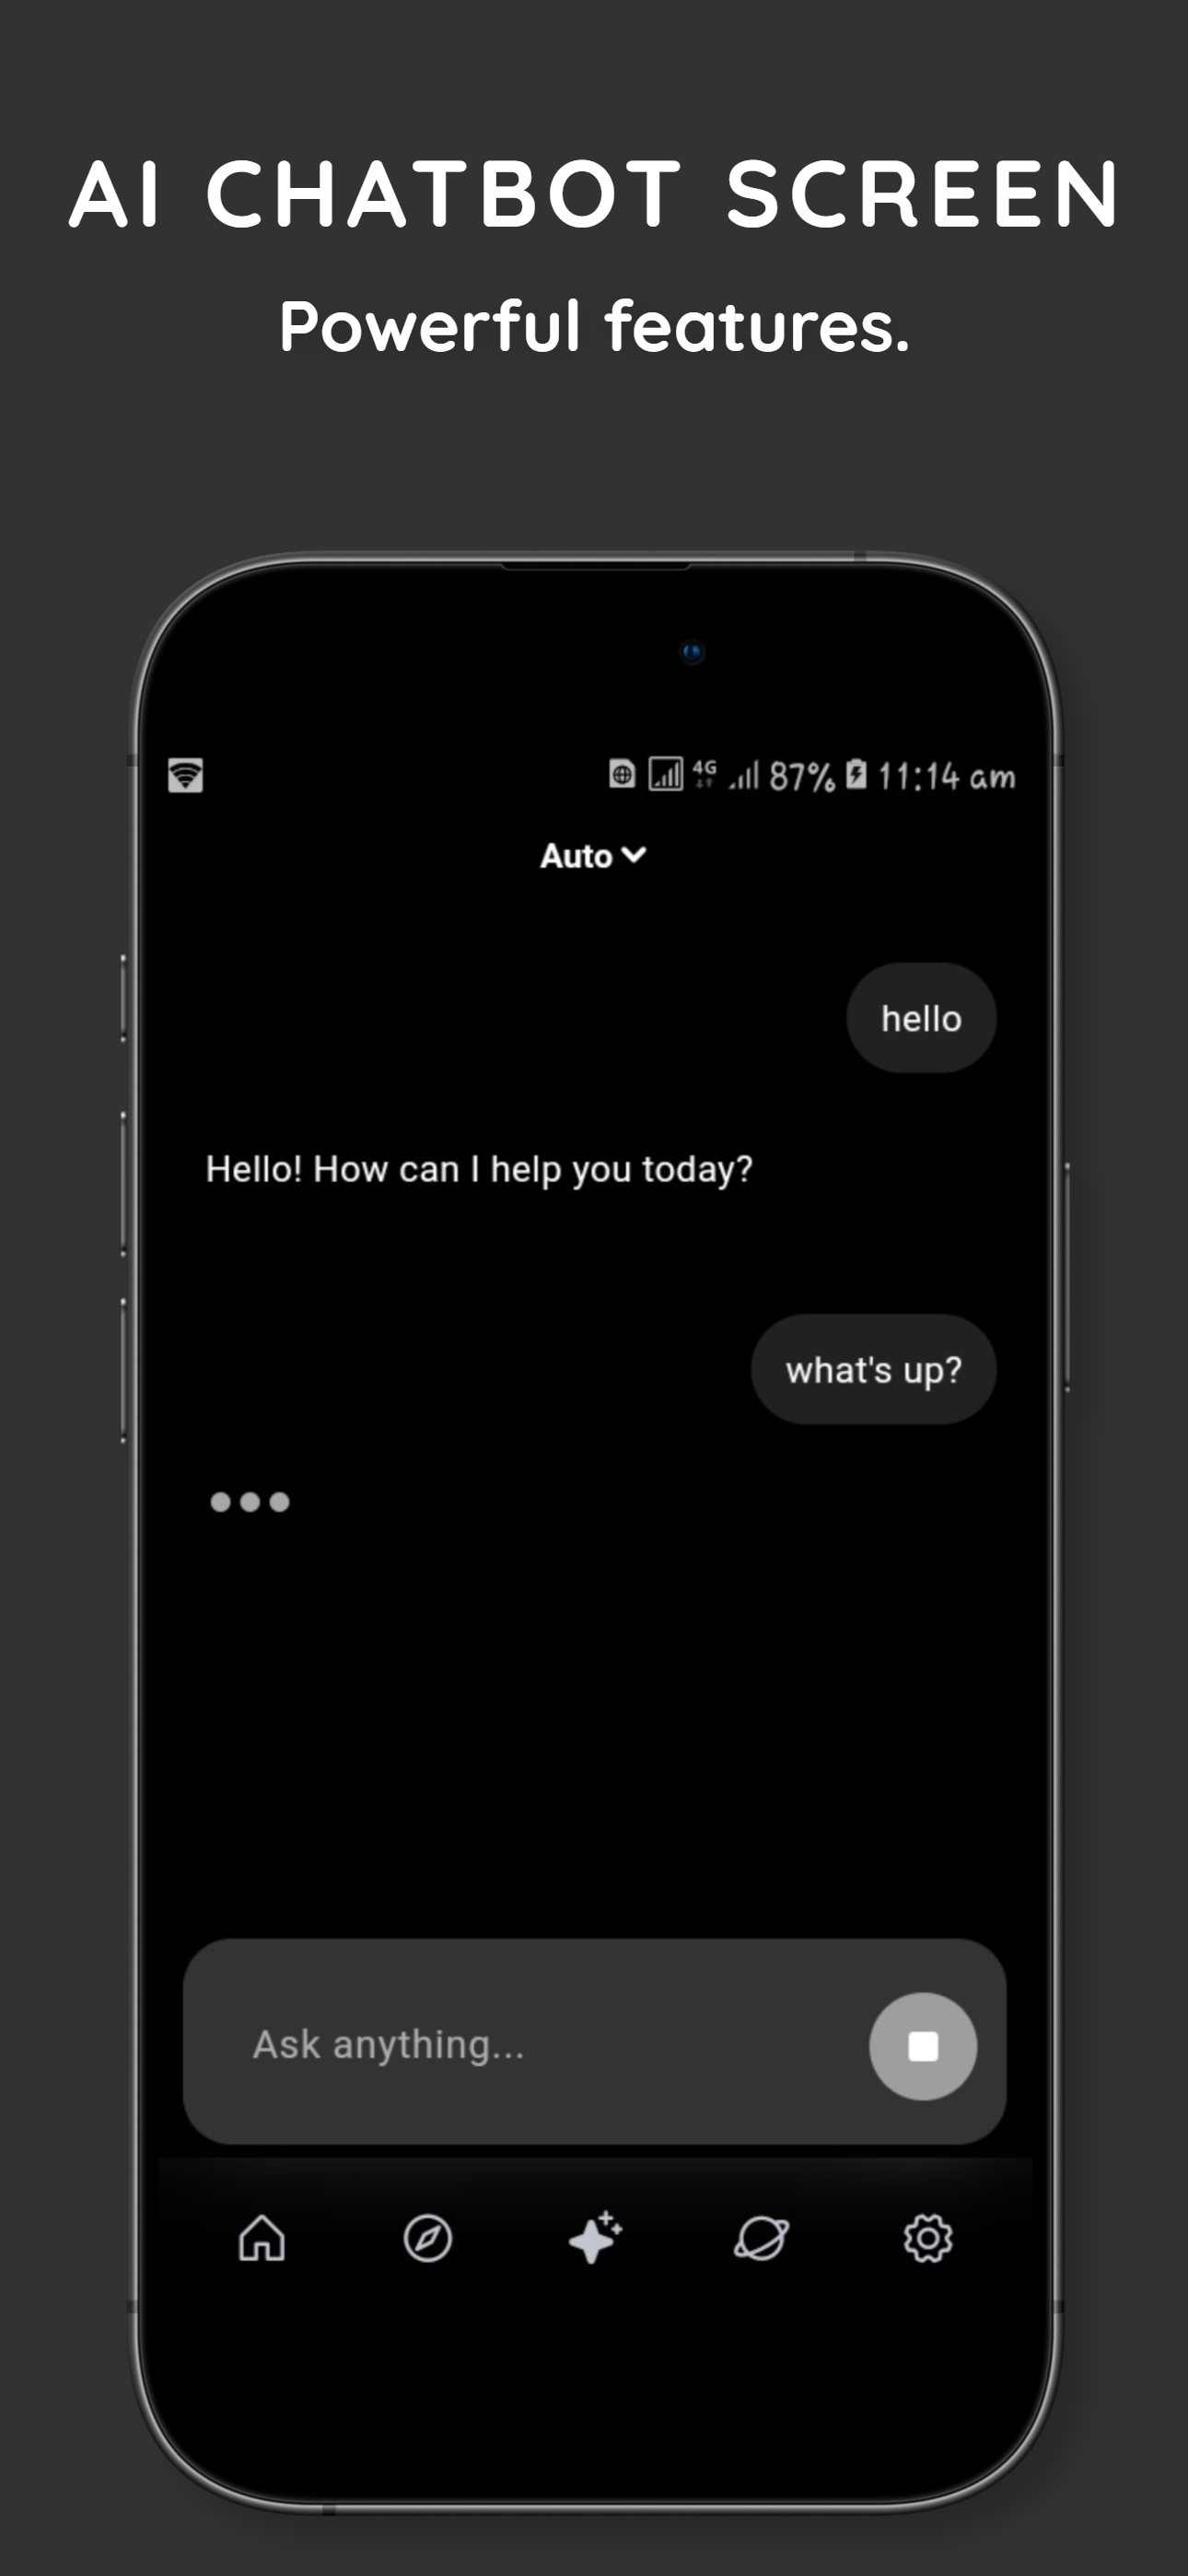 AI CHATBOT SCREEN
Powerful features.
4G 87% 11:14 am
Auto
hello
Hello! How can I help you today?
what's up?
Ask anything...